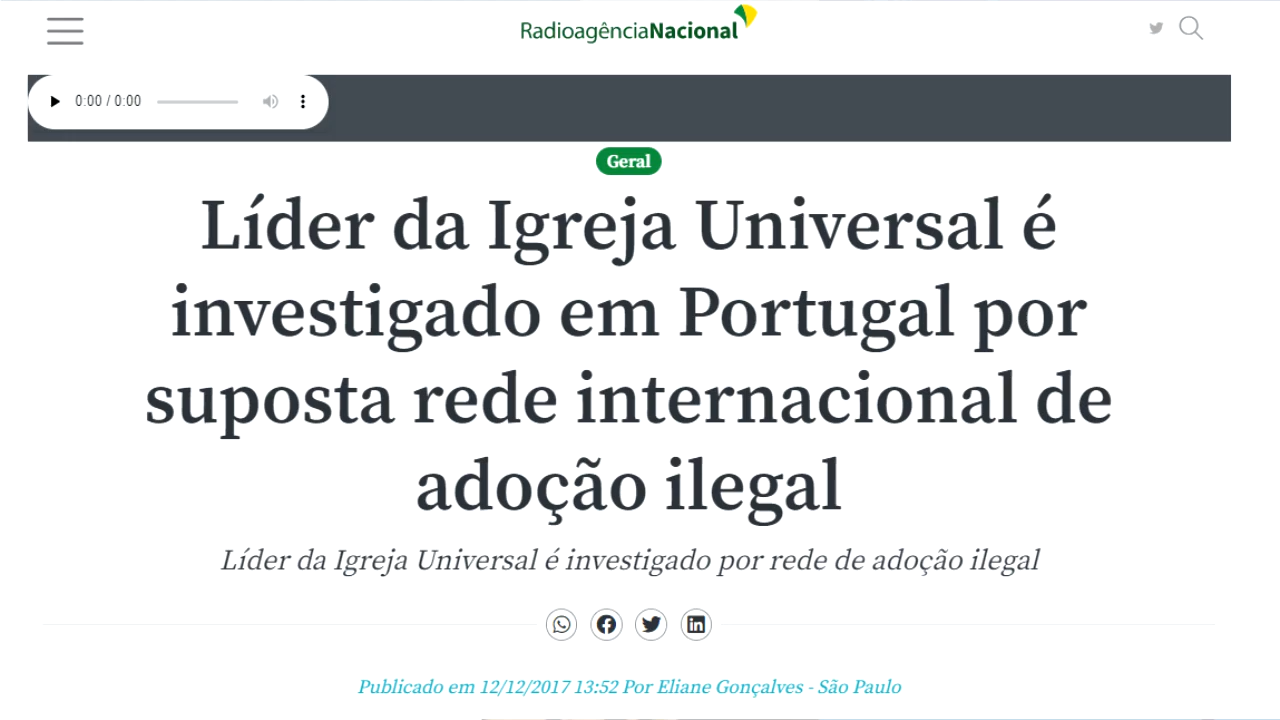 RadioagênciaNacional
0:00 / 0:00
Geral
Líder da Igreja Universal é
investigado em Portugal por
suposta rede internacional de
adoção ilegal
Líder da Igreja Universal é investigado por rede de adoção ilegal
Publicado em 12/12/2017 13:52 Por Eliane Gonçalves - São Paulo